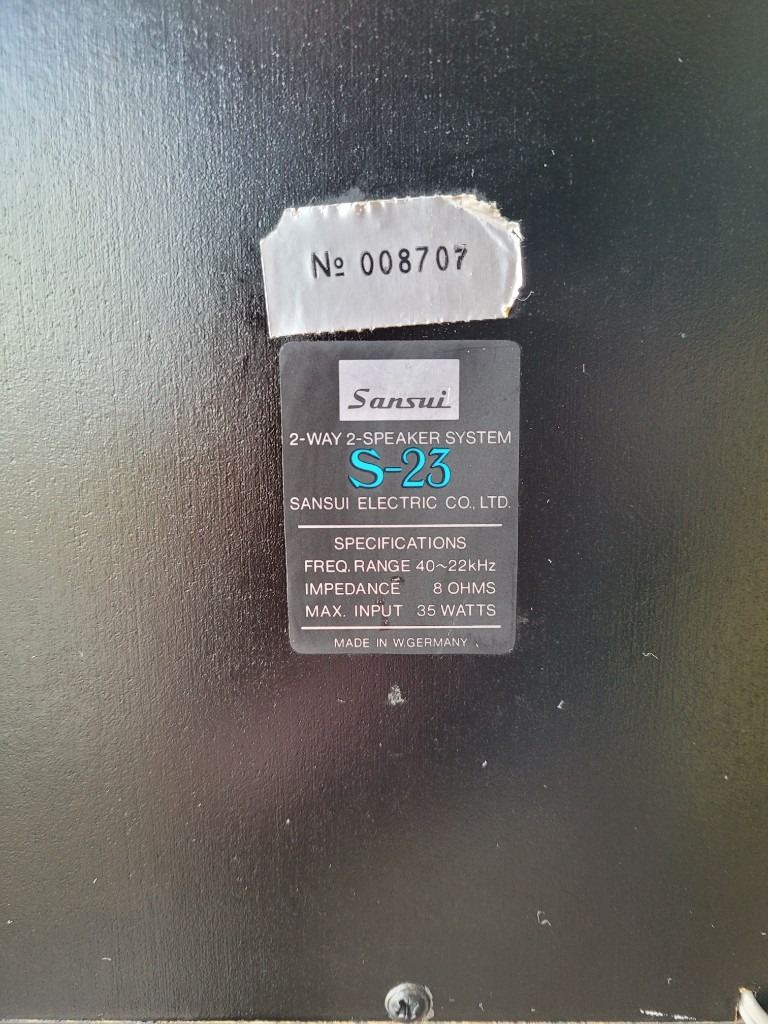 Nº 008707
Sansui
2-WAY 2-SPEAKER SYSTEM
S-23
SANSUI ELECTRIC CO., LTD.
SPECIFICATIONS
FREQ. RANGE 40~22kHz
IMPEDANCE 8 OHMS
MAX. INPUT 35 WATTS
MADE IN W.GERMANY